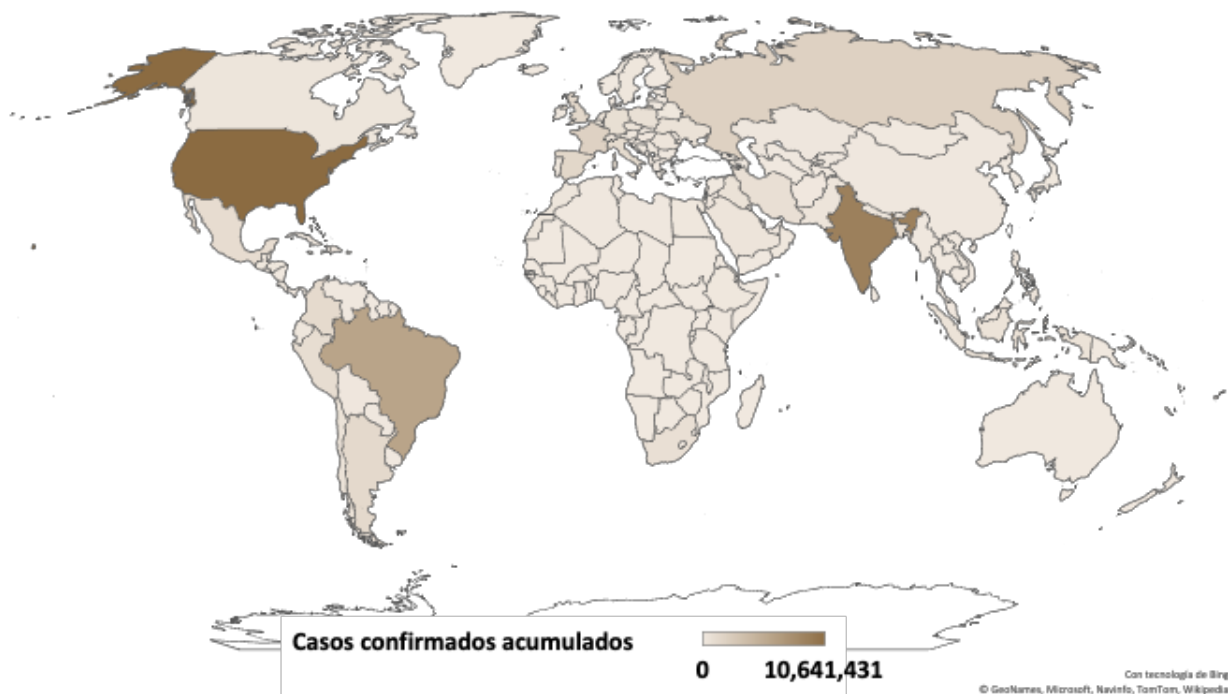 Casos confirmados acumulados
0 10,641,431
Con tecnología de Bing
© GeoNames, Microsoft, Navinfo, TomTom, Wikipedia